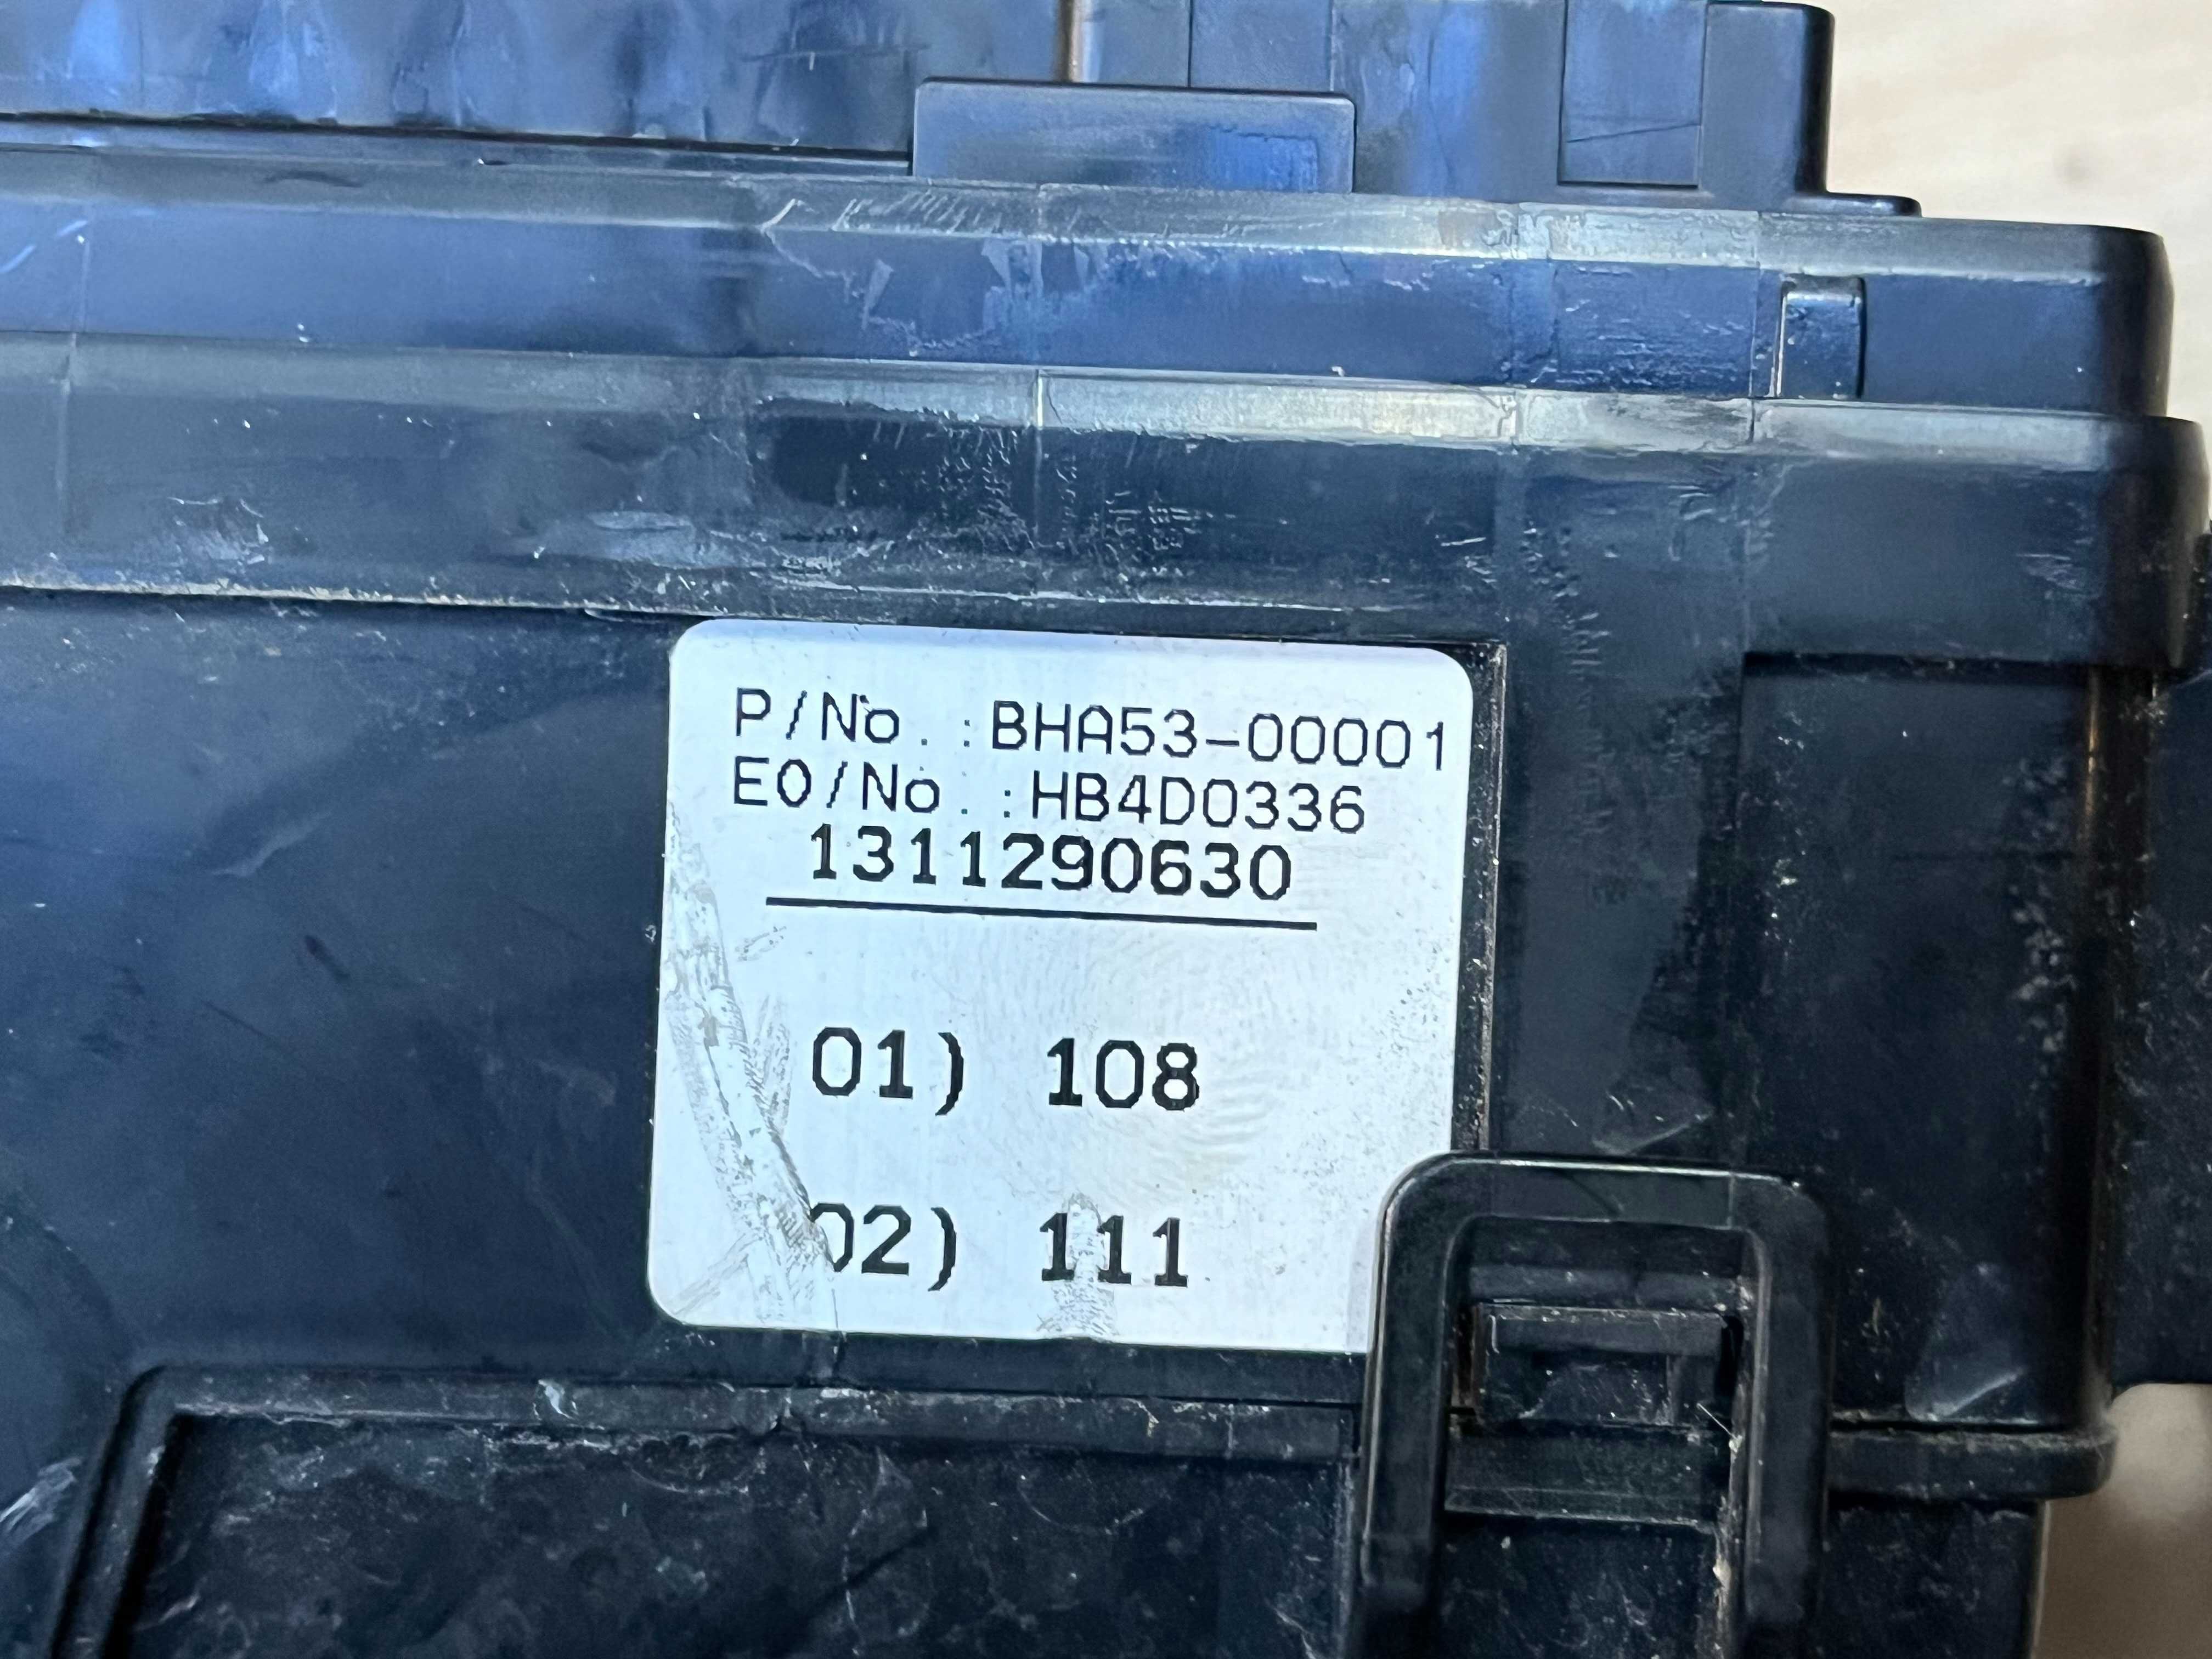 P/No. :BHA53-00001
EO/No. :HB4D0336
1311290630
01) 108
02) 111